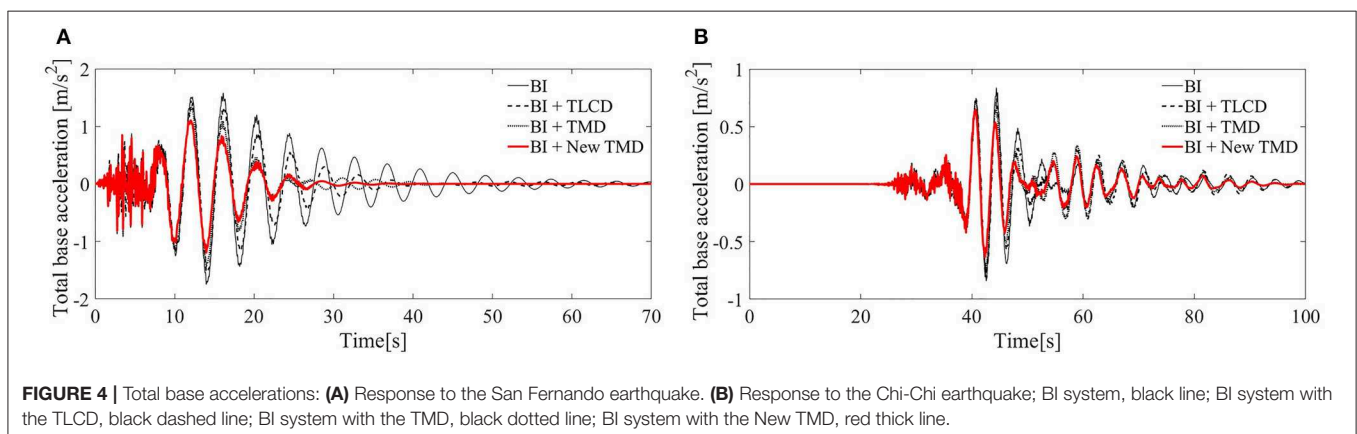 A
Total base acceleration [m/s²]
2
1
0
-1
-2
BI
BI + TLCD
BI + TMD
BI + New TMD
0 10 20 30 40 50 60 70
Time[s]
B
Total base acceleration [m/s²]
1
0.5
0
-0.5
-1
BI
BI + TLCD
BI + TMD
BI + New TMD
0 20 40 60 80 100
Time[s]
FIGURE 4 | Total base accelerations: (A) Response to the San Fernando earthquake. (B) Response to the Chi-Chi earthquake; BI system, black line; BI system with
the TLCD, black dashed line; BI system with the TMD, black dotted line; BI system with the New TMD, red thick line.